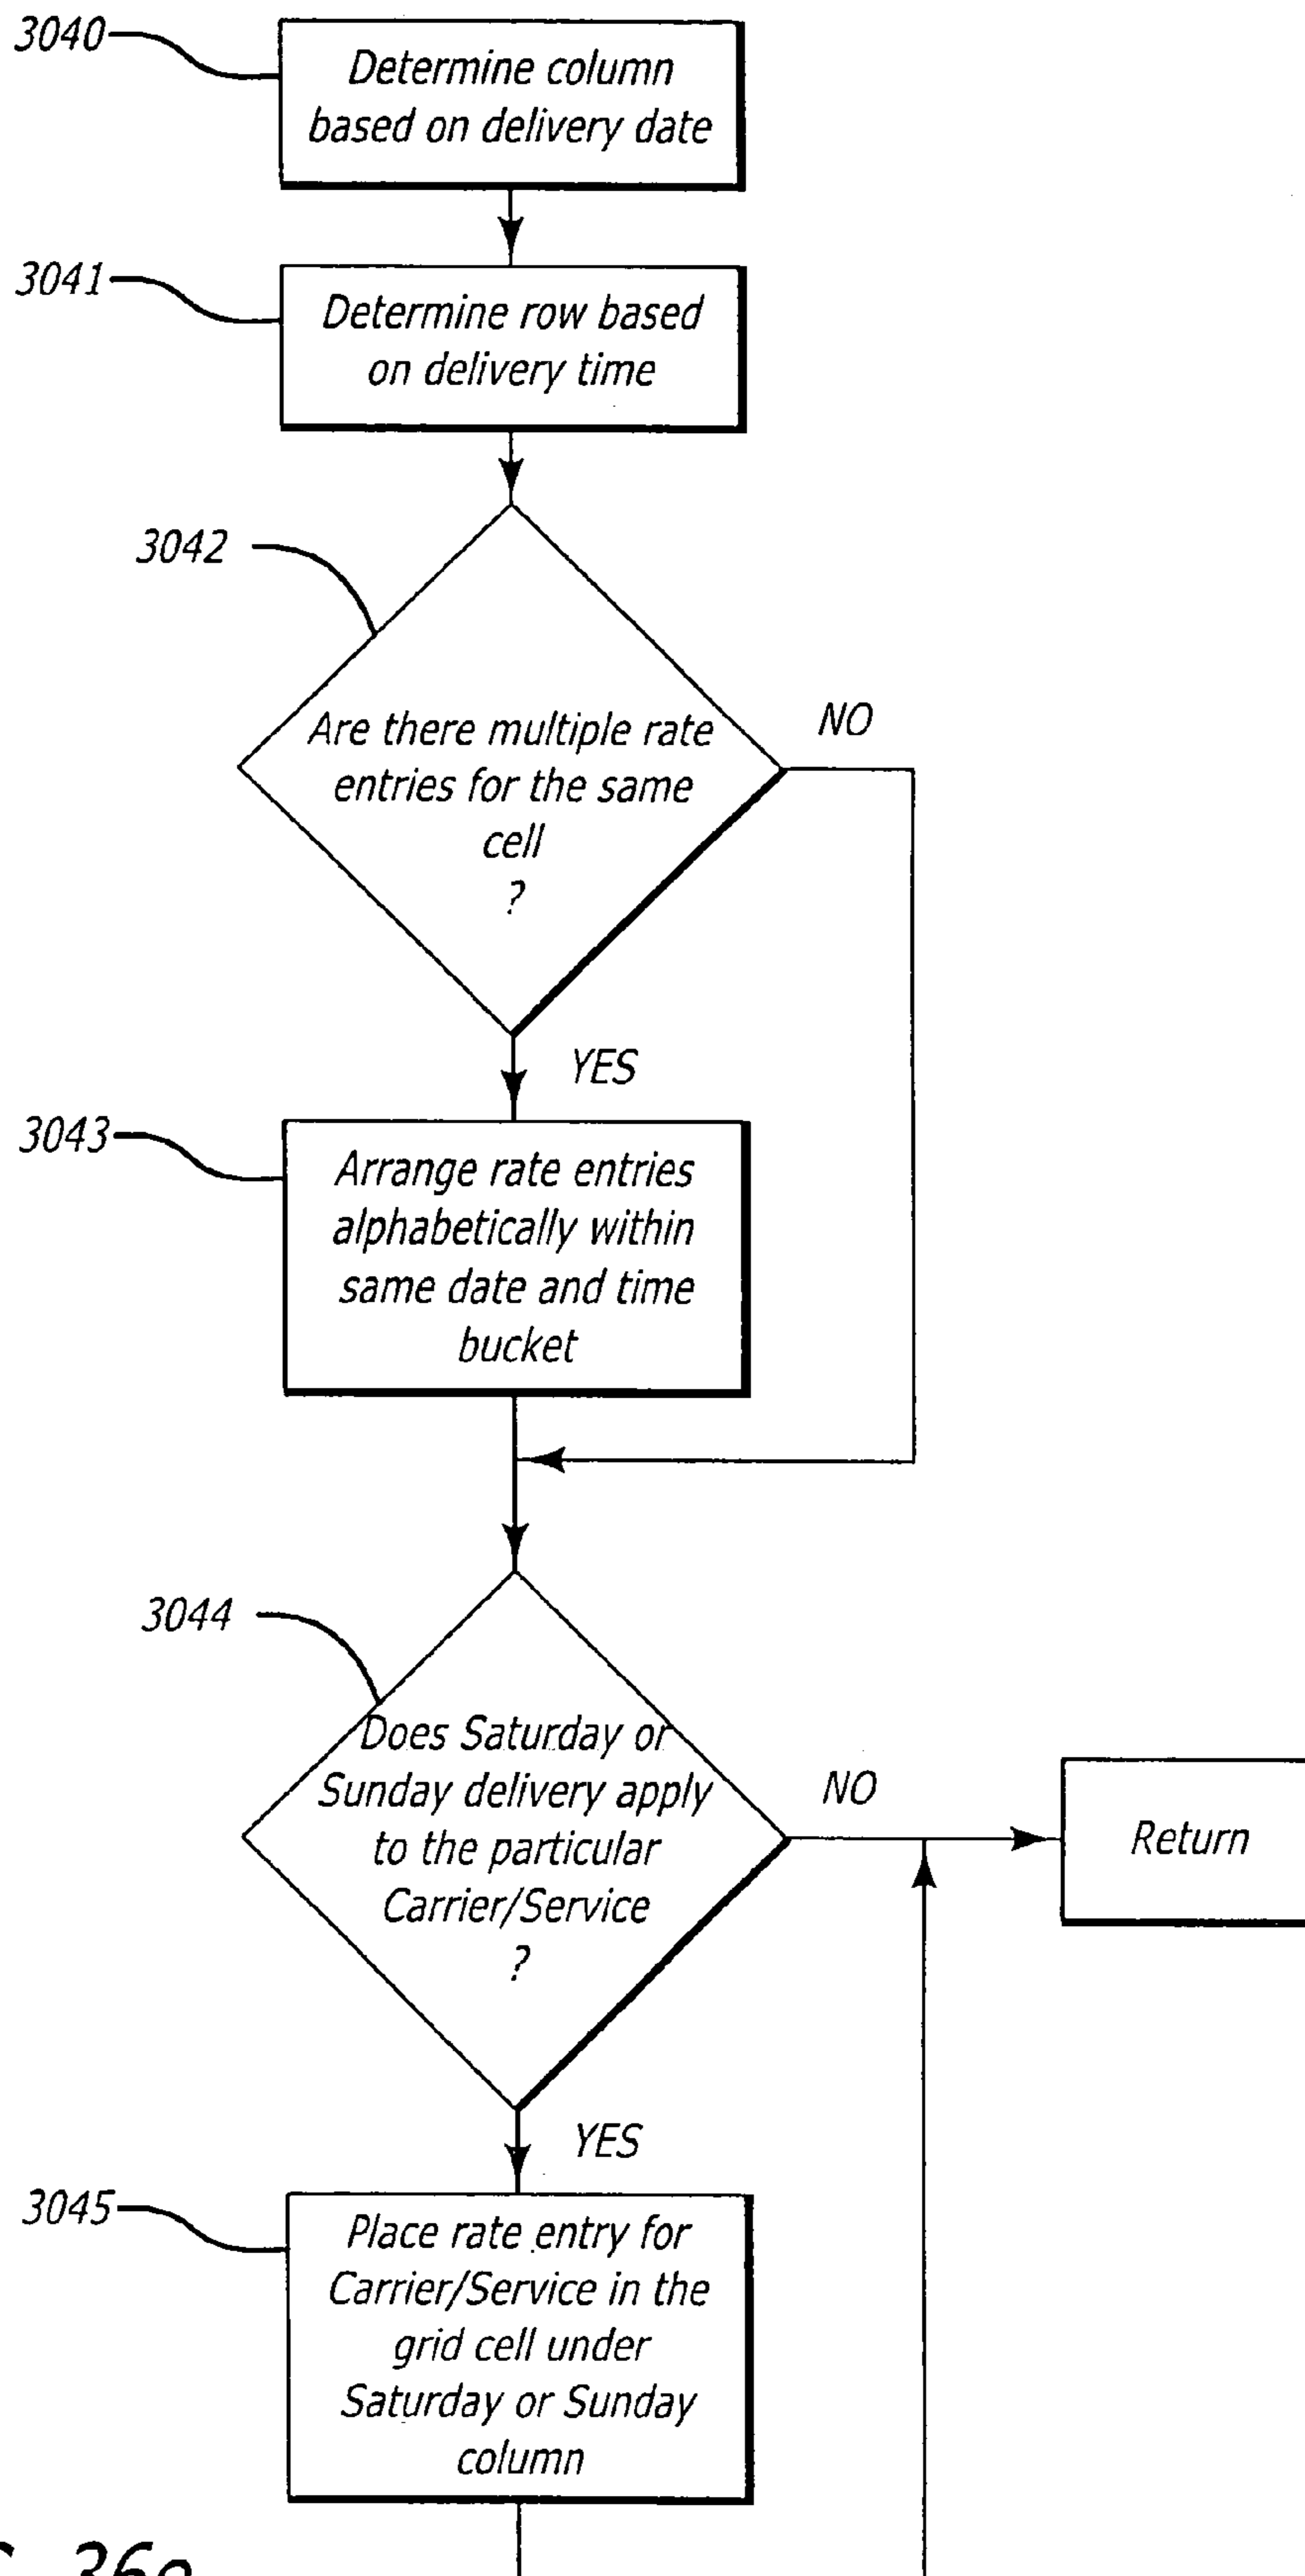 3040
Determine column
based on delivery date
3041
Determine row based
on delivery time
3042
Are there multiple rate
entries for the same
cell
?
NO
YES
3043
Arrange rate entries
alphabetically within
same date and time
bucket
3044
Does Saturday or
Sunday delivery apply
to the particular
Carrier/Service
?
NO
Return
YES
3045
Place rate entry for
Carrier/Service in the
grid cell under
Saturday or Sunday
column